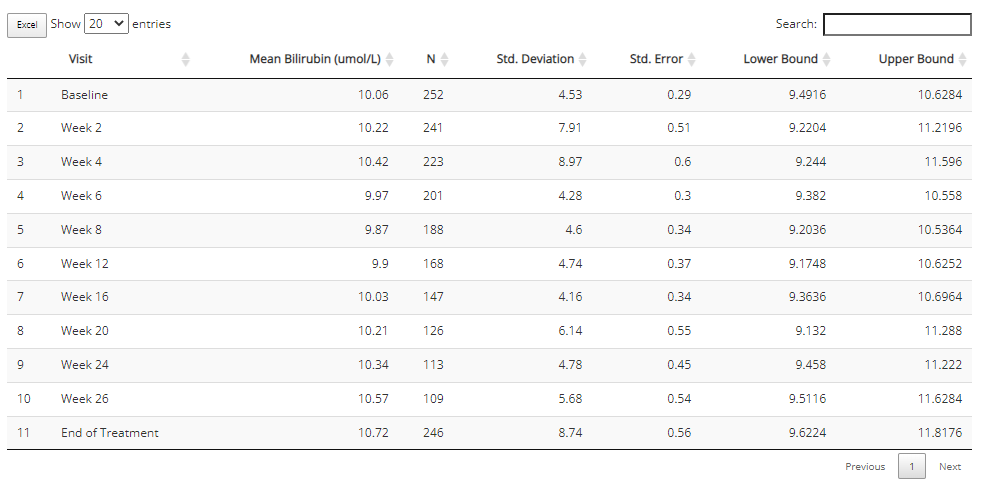 Excel Show 20 entries Search:
Visit Mean Bilirubin (umol/L) N Std. Deviation Std. Error Lower Bound Upper Bound
1 Baseline 10.06 252 4.53 0.29 9.4916 10.6284
2 Week 2 10.22 241 7.91 0.51 9.2204 11.2196
3 Week 4 10.42 223 8.97 0.6 9.244 11.596
4 Week 6 9.97 201 4.28 0.3 9.382 10.558
5 Week 8 9.87 188 4.6 0.34 9.2036 10.5364
6 Week 12 9.9 168 4.74 0.37 9.1748 10.6252
7 Week 16 10.03 147 4.16 0.34 9.3636 10.6964
8 Week 20 10.21 126 6.14 0.55 9.132 11.288
9 Week 24 10.34 113 4.78 0.45 9.458 11.222
10 Week 26 10.57 109 5.68 0.54 9.5116 11.6284
11 End of Treatment 10.72 246 8.74 0.56 9.6224 11.8176
Previous 1 Next